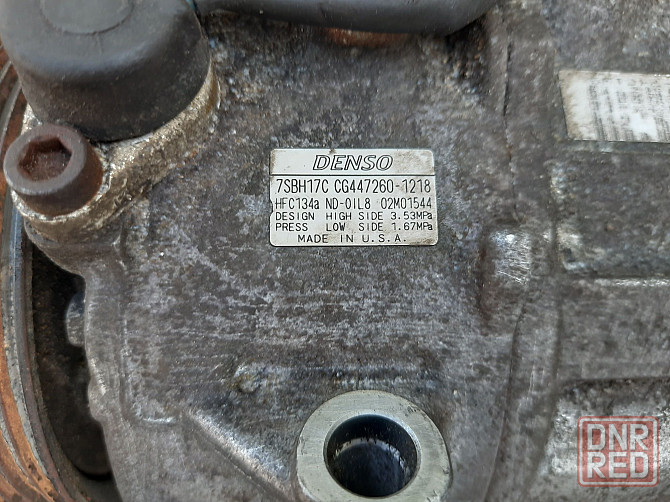 DENSO
7SBH17C CG447260-1218
HFC134a ND-OIL8 02M01544
DESIGN HIGH SIDE 3.53MPa
PRESS LOW SIDE 1.67MPa
MADE IN U.S.A.
DNR
RED